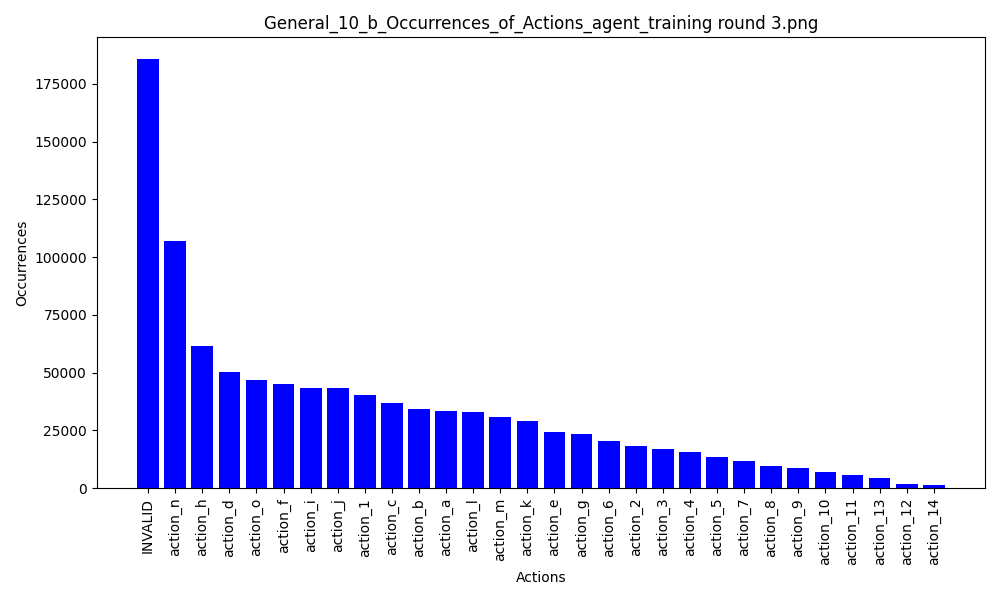 General_10_b_Occurrences_of_Actions_agent_training round 3.png
175000
150000
125000
100000
75000
50000
25000
0
Occurrences
INVALID
action_n
action_h
action_d
action_o
action_f
action_i
action_j
action_1
action_c
action_b
action_a
action_l
action_m
action_k
action_e
action_g
action_6
action_2
action_3
action_4
action_5
action_7
action_8
action_9
action_10
action_11
action_13
action_12
action_14
Actions